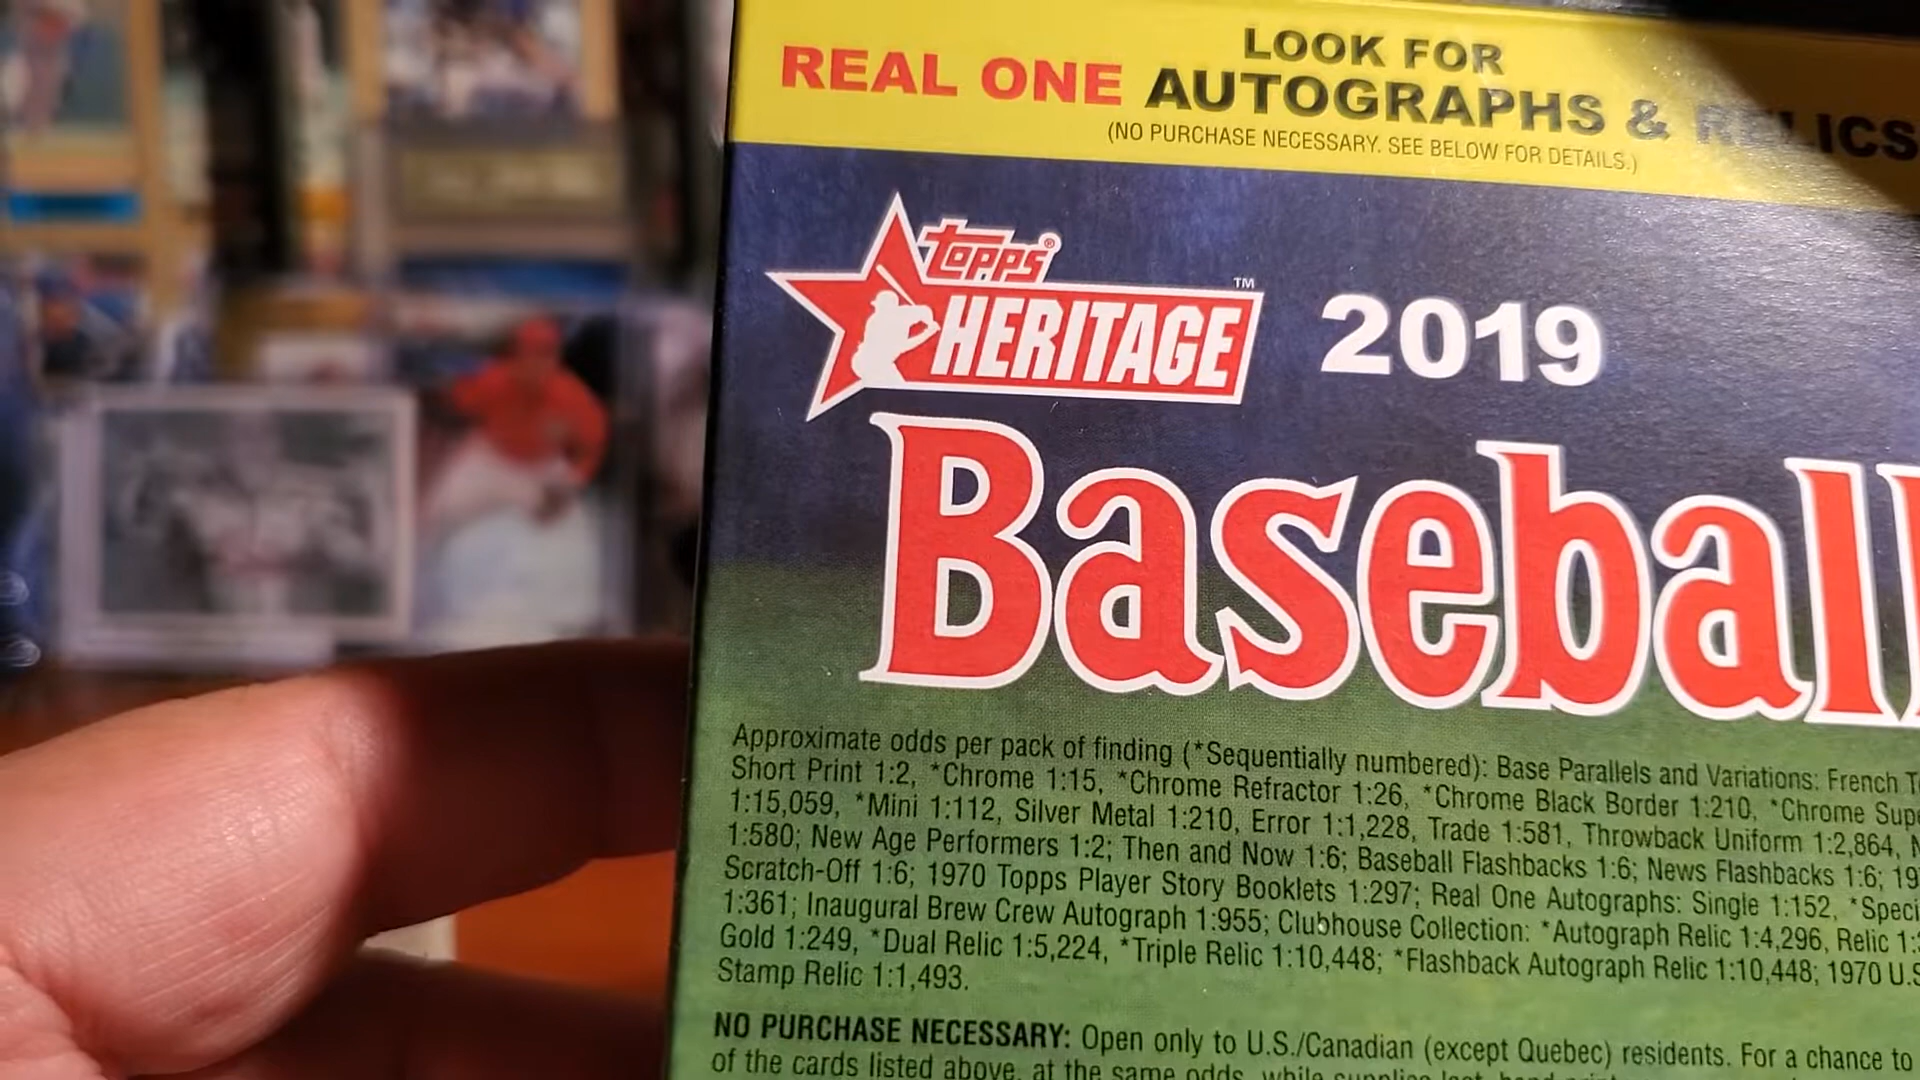 LOOK FOR
REAL ONE AUTOGRAPHS & RELICS
(NO PURCHASE NECESSARY. SEE BELOW FOR DETAILS.)
topps®
HERITAGE™ 2019
Baseball
Approximate odds per pack of finding (*Sequentially numbered): Base Parallels and Variations: French
Short Print 1:2, *Chrome 1:15, *Chrome Refractor 1:26, *Chrome Black Border 1:210, *Chrome
1:15,059, *Mini 1:112, Silver Metal 1:210, Error 1:1,228, Trade 1:581, Throwback Uniform 1:2,864,
1:580; New Age Performers 1:2; Then and Now 1:6; Baseball Flashbacks 1:6; News Flashbacks 1:6;
Scratch-Off 1:6; 1970 Topps Player Story Booklets 1:297; Real One Autographs: Single 1:152,
1:361; Inaugural Brew Crew Autograph 1:955; Clubhouse Collection: *Autograph Relic 1:4,296, Relic
Gold 1:249, *Dual Relic 1:5,224, *Triple Relic 1:10,448; *Flashback Autograph Relic 1:10,448; 1970 U.S.
Stamp Relic 1:1,493.
NO PURCHASE NECESSARY: Open only to U.S./Canadian (except Quebec) residents. For a chance to
of the cards listed above, at the same odds, while supplies last, hand